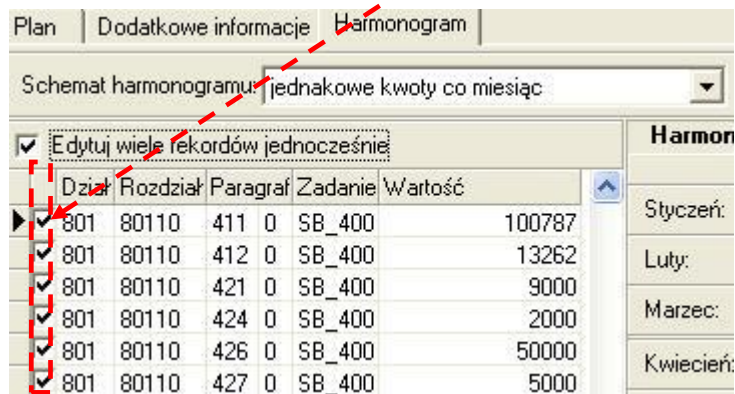 Plan Dodatkowe informacje Harmonogram
Schemat harmonogramu: jednakowe kwoty co miesiąc
Edytuj wiele rekordów jednocześnie
Dział Rozdział Paragraf Zadanie Wartość
801 80110 411 0 SB_400 100787
801 80110 412 0 SB_400 13262
801 80110 421 0 SB_400 9000
801 80110 424 0 SB_400 2000
801 80110 426 0 SB_400 50000
801 80110 427 0 SB_400 5000
Harmon
Styczeń:
Luty:
Marzec:
Kwiecień: